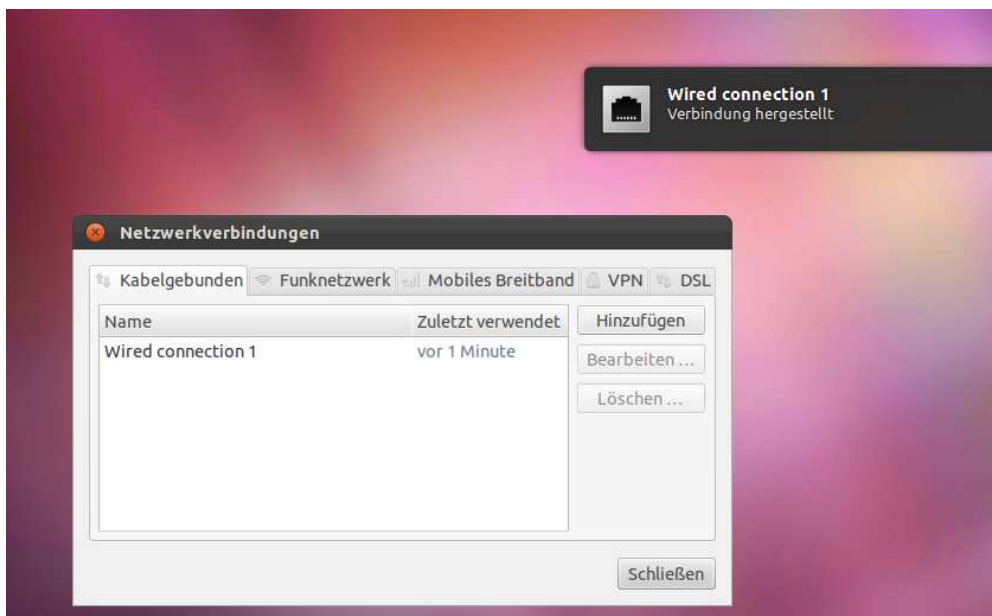 Wired connection 1
Verbindung hergestellt
Netzwerkverbindungen
Kabelgebunden Funknetzwerk Mobiles Breitband VPN DSL
Name Zuletzt verwendet Hinzufügen
Wired connection 1 vor 1 Minute
Bearbeiten ...
Löschen ...
Schließen